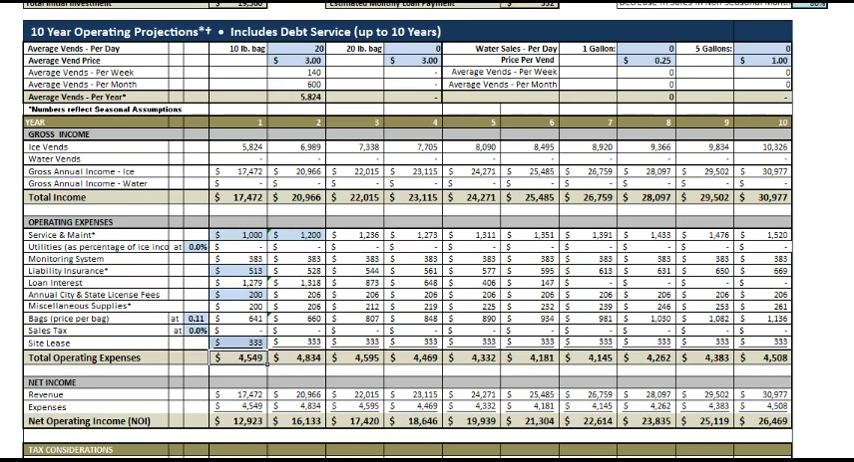 Total Initial Investment $ 19,500 Estimated Monthly Loan Payment $ 552 80%
10 Year Operating Projections*† • Includes Debt Service (up to 10 Years)
Average Vends - Per Day 10 lb. bag 20 20 lb. bag 0 Water Sales - Per Day 1 Gallon: 0 5 Gallons: 0
Average Vend Price $ 3.00 $ 3.00 Price Per Vend $ 0.25 $ 1.00
Average Vends - Per Week 140 - Average Vends - Per Week 0 0
Average Vends - Per Month 600 - Average Vends - Per Month 0 0
Average Vends - Per Year* 5.824 - 0 -
*Numbers reflect Seasonal Assumptions
YEAR 1 2 3 4 5 6 7 8 9 10
GROSS INCOME
Ice Vends 5,824 6,989 7,338 7,705 8,090 8,495 8,920 9,366 9,834 10,326
Water Vends - - - - - - - - - -
Gross Annual Income - Ice $ 17,472 $ 20,966 $ 22,015 $ 23,115 $ 24,271 $ 25,485 $ 26,759 $ 28,097 $ 29,502 $ 30,977
Gross Annual Income - Water $ - $ - $ - $ - $ - $ - $ - $ - $ - $ -
Total Income $ 17,472 $ 20,966 $ 22,015 $ 23,115 $ 24,271 $ 25,485 $ 26,759 $ 28,097 $ 29,502 $ 30,977
OPERATING EXPENSES
Service & Maint* $ 1,000 $ 1,200 $ 1,236 $ 1,273 $ 1,311 $ 1,351 $ 1,391 $ 1,433 $ 1,476 $ 1,520
Utilities (as percentage of ice inco at 0.0% $ - $ - $ - $ - $ - $ - $ - $ - $ - $ -
Monitoring System $ 383 $ 383 $ 383 $ 383 $ 383 $ 383 $ 383 $ 383 $ 383 $ 383
Liability Insurance* $ 513 $ 528 $ 544 $ 561 $ 577 $ 595 $ 613 $ 631 $ 650 $ 669
Loan Interest $ 1,279 $ 1,318 $ 873 $ 648 $ 406 $ 147 $ - $ - $ - $ -
Annual City & State License Fees $ 200 $ 206 $ 206 $ 206 $ 206 $ 206 $ 206 $ 206 $ 206 $ 206
Miscellaneous Supplies* $ 200 $ 206 $ 212 $ 219 $ 225 $ 232 $ 239 $ 246 $ 253 $ 261
Bags (price per bag) at 0.11 $ 641 $ 660 $ 807 $ 848 $ 890 $ 934 $ 981 $ 1,030 $ 1,082 $ 1,136
Sales Tax at 0.0% $ - $ - $ - $ - $ - $ - $ - $ - $ - $ -
Site Lease $ 333 $ 333 $ 333 $ 333 $ 333 $ 333 $ 333 $ 333 $ 333 $ 333
Total Operating Expenses $ 4,549 $ 4,834 $ 4,595 $ 4,469 $ 4,332 $ 4,181 $ 4,145 $ 4,262 $ 4,383 $ 4,508
NET INCOME
Revenue $ 17,472 $ 20,966 $ 22,015 $ 23,115 $ 24,271 $ 25,485 $ 26,759 $ 28,097 $ 29,502 $ 30,977
Expenses $ 4,549 $ 4,834 $ 4,595 $ 4,469 $ 4,332 $ 4,181 $ 4,145 $ 4,262 $ 4,383 $ 4,508
Net Operating Income (NOI) $ 12,923 $ 16,133 $ 17,420 $ 18,646 $ 19,939 $ 21,304 $ 22,614 $ 23,835 $ 25,119 $ 26,469
TAX CONSIDERATIONS